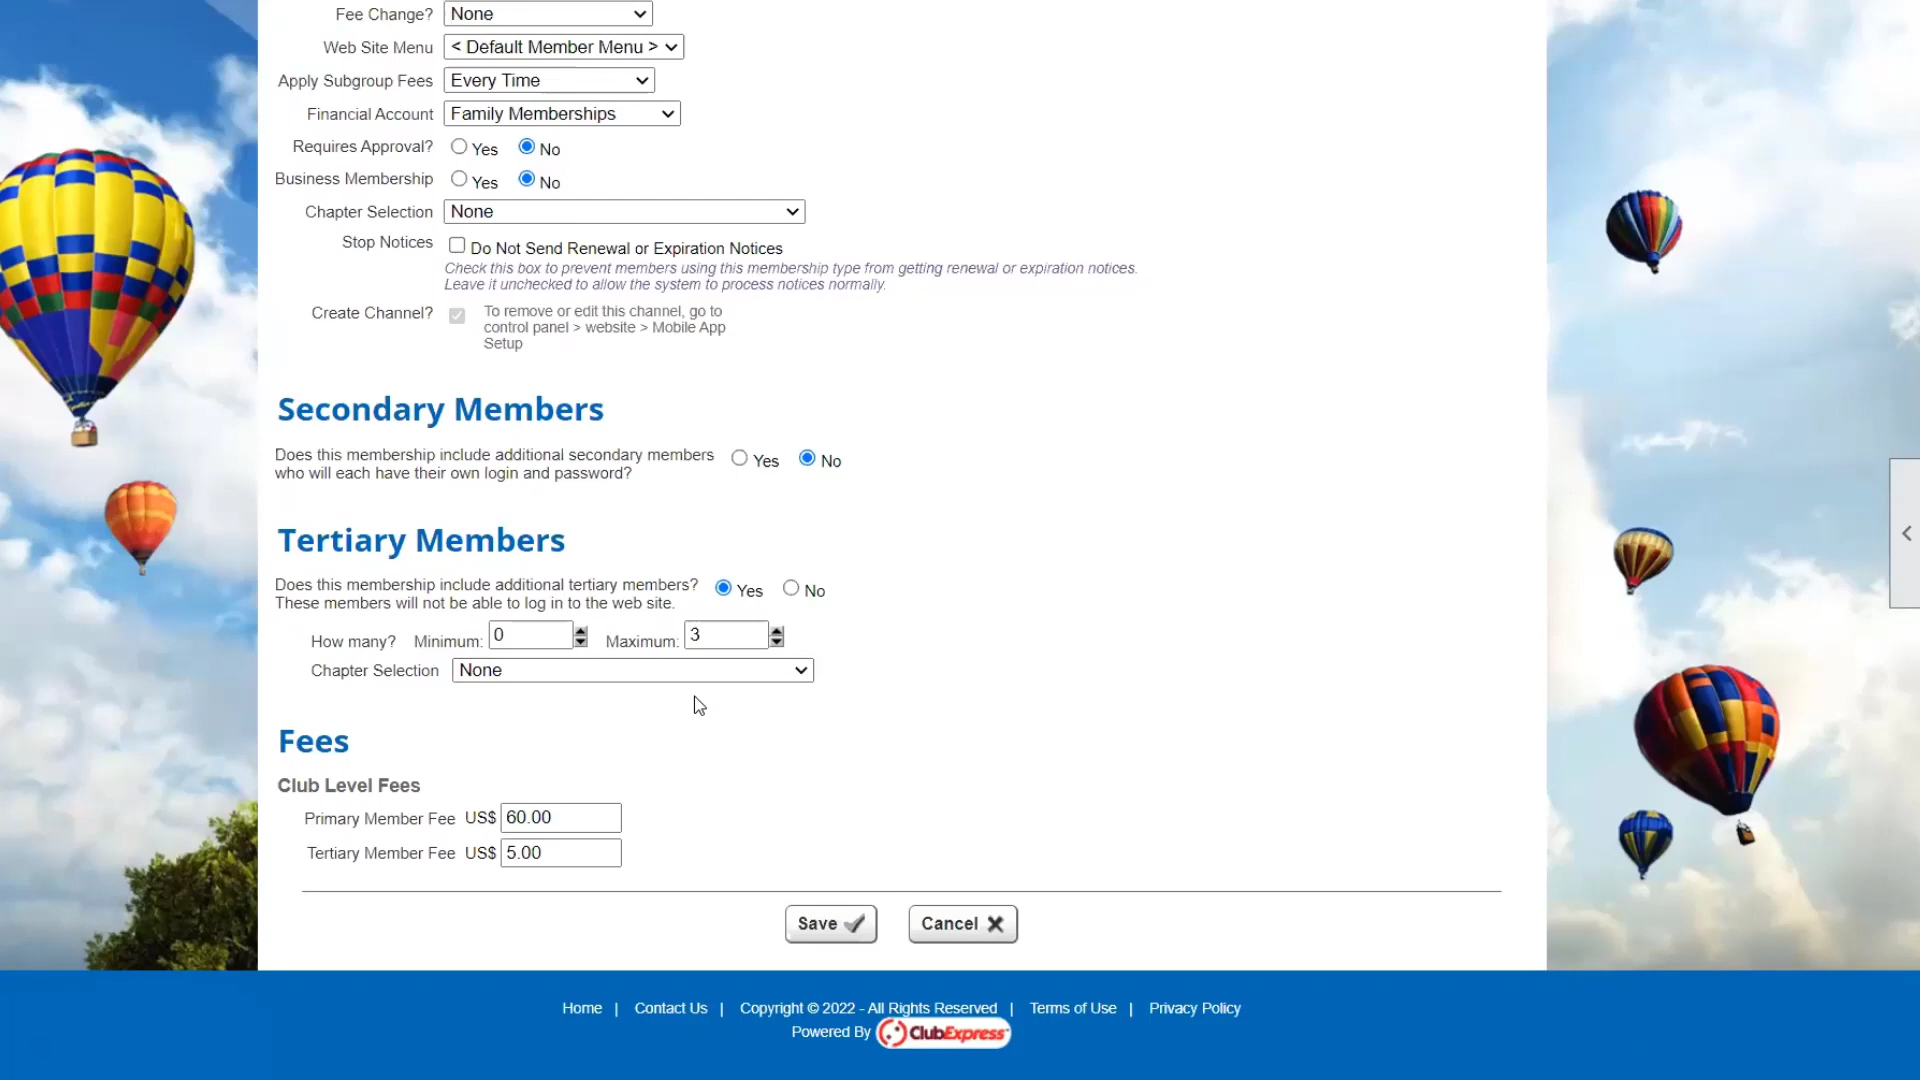 Fee Change? None
Web Site Menu < Default Member Menu >
Apply Subgroup Fees Every Time
Financial Account Family Memberships
Requires Approval? Yes No
Business Membership Yes No
Chapter Selection None
Stop Notices Do Not Send Renewal or Expiration Notices
Check this box to prevent members using this membership type from getting renewal or expiration notices.
Leave it unchecked to allow the system to process notices normally.
Create Channel? To remove or edit this channel, go to
control panel > website > Mobile App
Setup
Secondary Members
Does this membership include additional secondary members
who will each have their own login and password? Yes No
Tertiary Members
Does this membership include additional tertiary members?
These members will not be able to log in to the web site. Yes No
How many? Minimum: 0 Maximum: 3
Chapter Selection None
Fees
Club Level Fees
Primary Member Fee US$ 60.00
Tertiary Member Fee US$ 5.00
Save Cancel
Home | Contact Us | Copyright © 2022 - All Rights Reserved | Terms of Use | Privacy Policy
Powered By ClubExpress